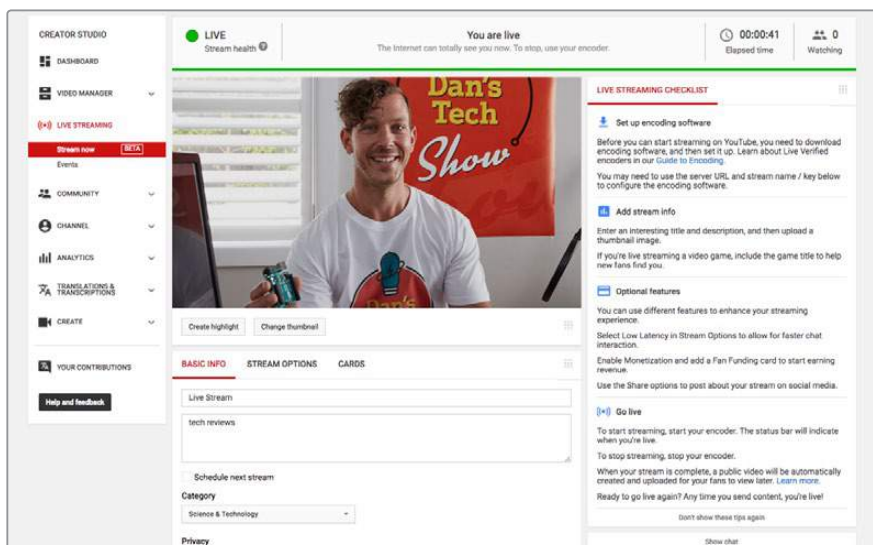 CREATOR STUDIO
DASHBOARD
VIDEO MANAGER
LIVE STREAMING
Stream now BETA
Events
COMMUNITY
CHANNEL
ANALYTICS
TRANSLATIONS &
TRANSCRIPTIONS
CREATE
YOUR CONTRIBUTIONS
Help and feedback
LIVE
Stream health ?
You are live
The Internet can totally see you now. To stop, use your encoder.
00:00:41
Elapsed time
0
Watching
Dan's
Tech
Show
Dan's
Create highlight
Change thumbnail
BASIC INFO STREAM OPTIONS CARDS
Live Stream
tech reviews
Schedule next stream
Category
Science & Technology
Privacy
LIVE STREAMING CHECKLIST
Set up encoding software
Before you can start streaming on YouTube, you need to download
encoding software, and then set it up. Learn about Live Verified
encoders in our Guide to Encoding.
You may need to use the server URL and stream name / key below
to configure the encoding software.
Add stream info
Enter an interesting title and description, and then upload a
thumbnail image.
If you're live streaming a video game, include the game title to help
new fans find you.
Optional features
You can use different features to enhance your streaming
experience.
Select Low Latency in Stream Options to allow for faster chat
interaction.
Enable Monetization and add a Fan Funding card to start earning
revenue.
Use the Share options to post about your stream on social media.
Go live
To start streaming, start your encoder. The status bar will indicate
when you're live.
To stop streaming, stop your encoder.
When your stream is complete, a public video will be automatically
created and uploaded for your fans to view later. Learn more.
Ready to go live again? Any time you send content, you're live!
Don't show these tips again
Show chat